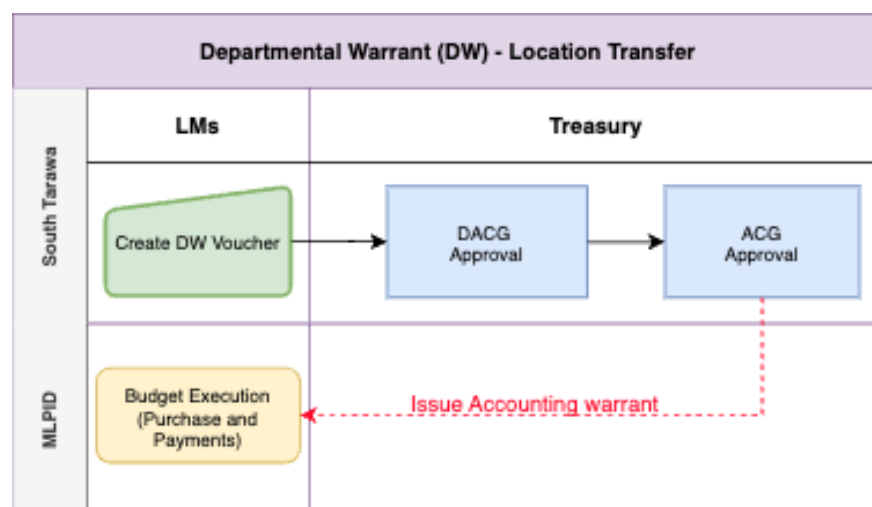 Departmental Warrant (DW) - Location Transfer
LMs
Treasury
South Tarawa
Create DW Voucher
DACG
Approval
ACG
Approval
MLPID
Budget Execution
(Purchase and
Payments)
Issue Accounting warrant